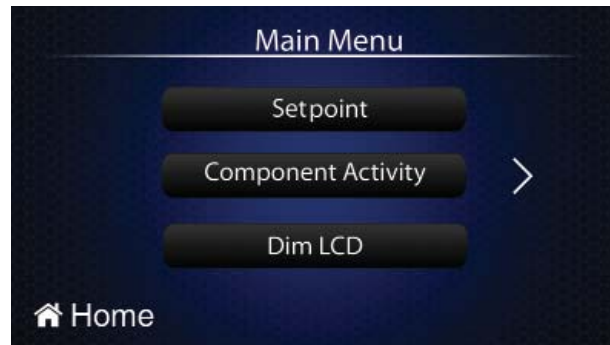 Main Menu
Setpoint
Component Activity
Dim LCD
Home